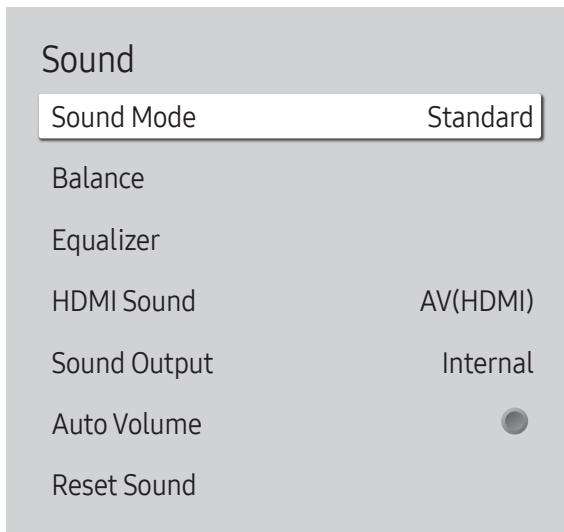 Sound
Sound Mode Standard
Balance
Equalizer
HDMI Sound AV(HDMI)
Sound Output Internal
Auto Volume
Reset Sound